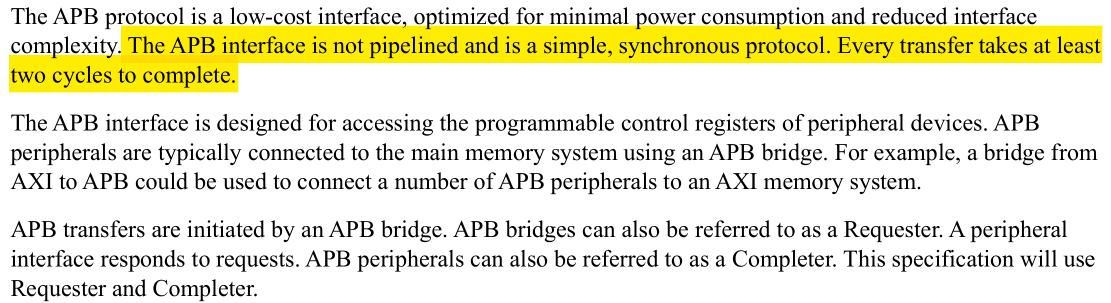 The APB protocol is a low-cost interface, optimized for minimal power consumption and reduced interface
complexity. The APB interface is not pipelined and is a simple, synchronous protocol. Every transfer takes at least
two cycles to complete.
The APB interface is designed for accessing the programmable control registers of peripheral devices. APB
peripherals are typically connected to the main memory system using an APB bridge. For example, a bridge from
AXI to APB could be used to connect a number of APB peripherals to an AXI memory system.
APB transfers are initiated by an APB bridge. APB bridges can also be referred to as a Requester. A peripheral
interface responds to requests. APB peripherals can also be referred to as a Completer. This specification will use
Requester and Completer.